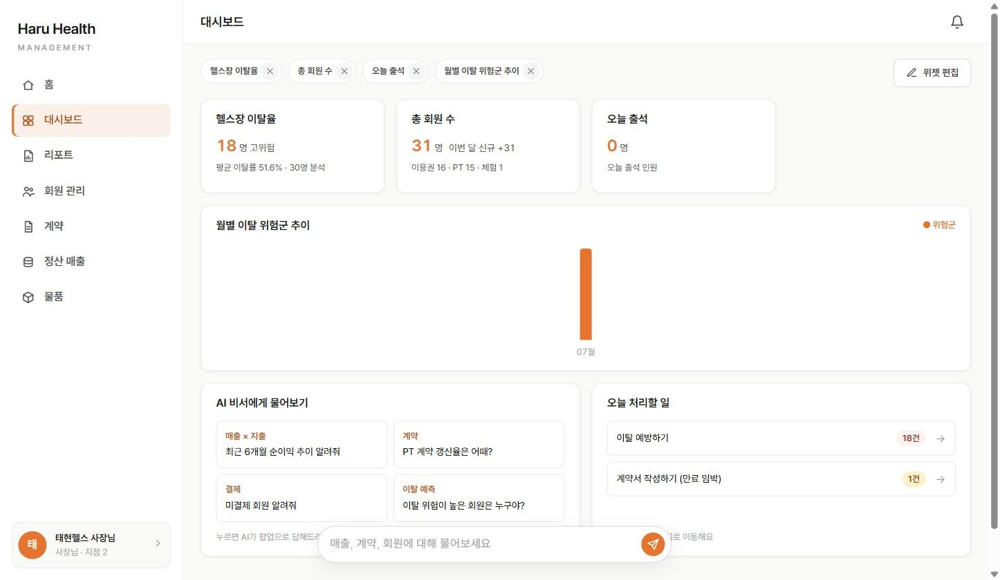 Haru Health
MANAGEMENT
홈
대시보드
리포트
회원 관리
계약
정산 매출
물품
태
태현헬스 사장님
사장님 · 지점 2
대시보드
헬스장 이탈율
총 회원 수
오늘 출석
월별 이탈 위험군 추이
위젯 편집
헬스장 이탈율
18 명 고위험
평균 이탈률 51.6% · 30명 분석
총 회원 수
31 명 이번 달 신규 +31
이용권 16 · PT 15 · 체험 1
오늘 출석
0 명
오늘 출석 인원
월별 이탈 위험군 추이
위험군
07월
AI 비서에게 물어보기
매출 × 지출
최근 6개월 순이익 추이 알려줘
계약
PT 계약 갱신율은 어때?
결제
미결제 회원 알려줘
이탈 예측
이탈 위험이 높은 회원은 누구야?
누르면 AI가 팝업으로 답해드
오늘 처리할 일
이탈 예방하기
18건
계약서 작성하기 (만료 임박)
1건
로 이동해요
매출, 계약, 회원에 대해 물어보세요